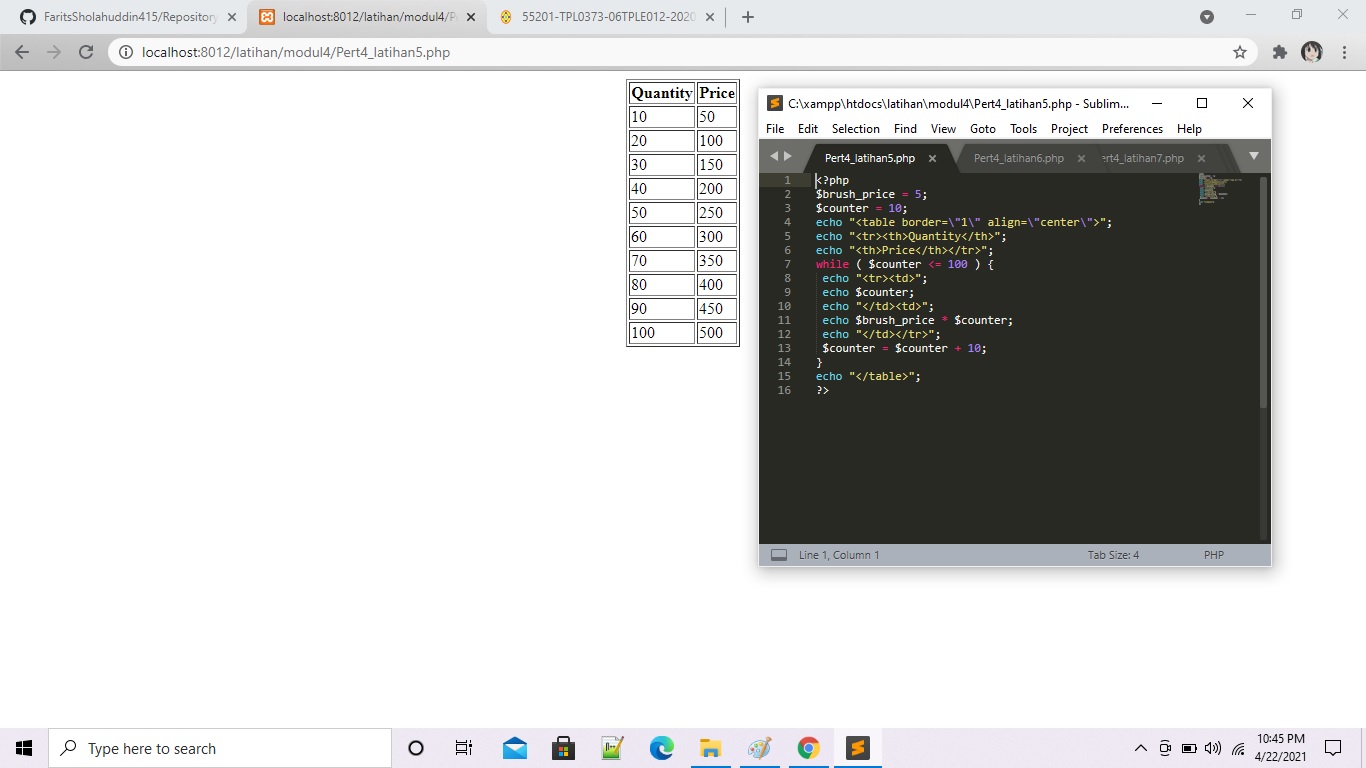 FaritsSholahuddin415/Repository
localhost:8012/latihan/modul4/P
55201-TPL0373-06TPLE012-2020
localhost:8012/latihan/modul4/Pert4_latihan5.php
Quantity Price
10 50
20 100
30 150
40 200
50 250
60 300
70 350
80 400
90 450
100 500
C:\xampp\htdocs\latihan\modul4\Pert4_latihan5.php - Sublim...
File Edit Selection Find View Goto Tools Project Preferences Help
Pert4_latihan5.php Pert4_latihan6.php ert4_latihan7.php
1 <?php
2 $brush_price = 5;
3 $counter = 10;
4 echo "<table border=\"1\" align=\"center\">";
5 echo "<tr><th>Quantity</th>";
6 echo "<th>Price</th></tr>";
7 while ( $counter <= 100 ) {
8 echo "<tr><td>";
9 echo $counter;
10 echo "</td><td>";
11 echo $brush_price * $counter;
12 echo "</td></tr>";
13 $counter = $counter + 10;
14 }
15 echo "</table>";
16 ?>
Line 1, Column 1 Tab Size: 4 PHP
Type here to search
10:45 PM
4/22/2021